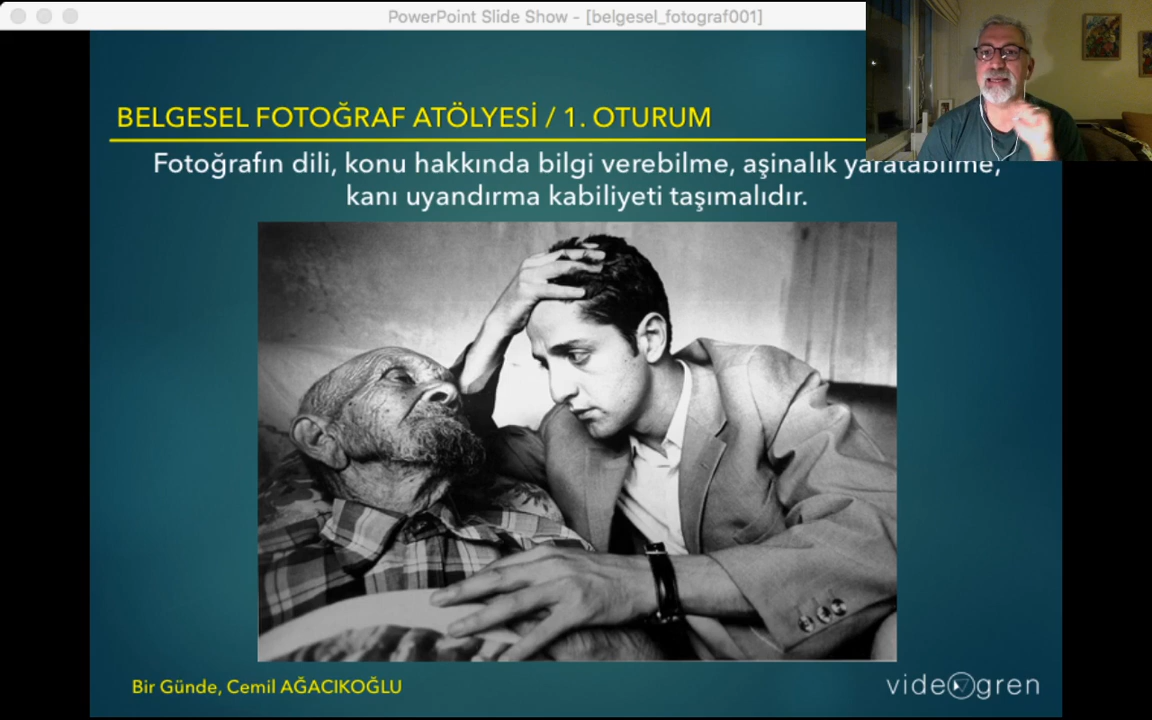 PowerPoint Slide Show - [belgesel_fotograf001]
BELGESEL FOTOĞRAF ATÖLYESİ / 1. OTURUM
Fotoğrafın dili, konu hakkında bilgi verebilme, aşinalık yaratabilme,
kanı uyandırma kabiliyeti taşımalıdır.
Bir Günde, Cemil AĞACIKOĞLU
videogren